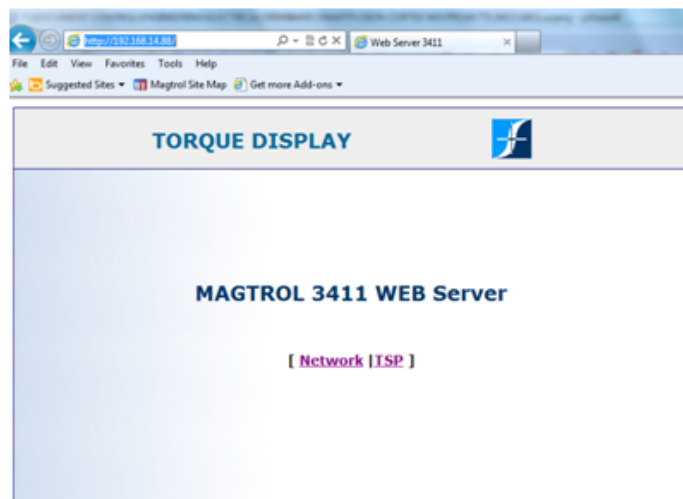 http://192.168.14.88/
Web Server 3411
File Edit View Favorites Tools Help
Suggested Sites Magtrol Site Map Get more Add-ons
TORQUE DISPLAY
MAGTROL 3411 WEB Server
[ Network |TSP ]